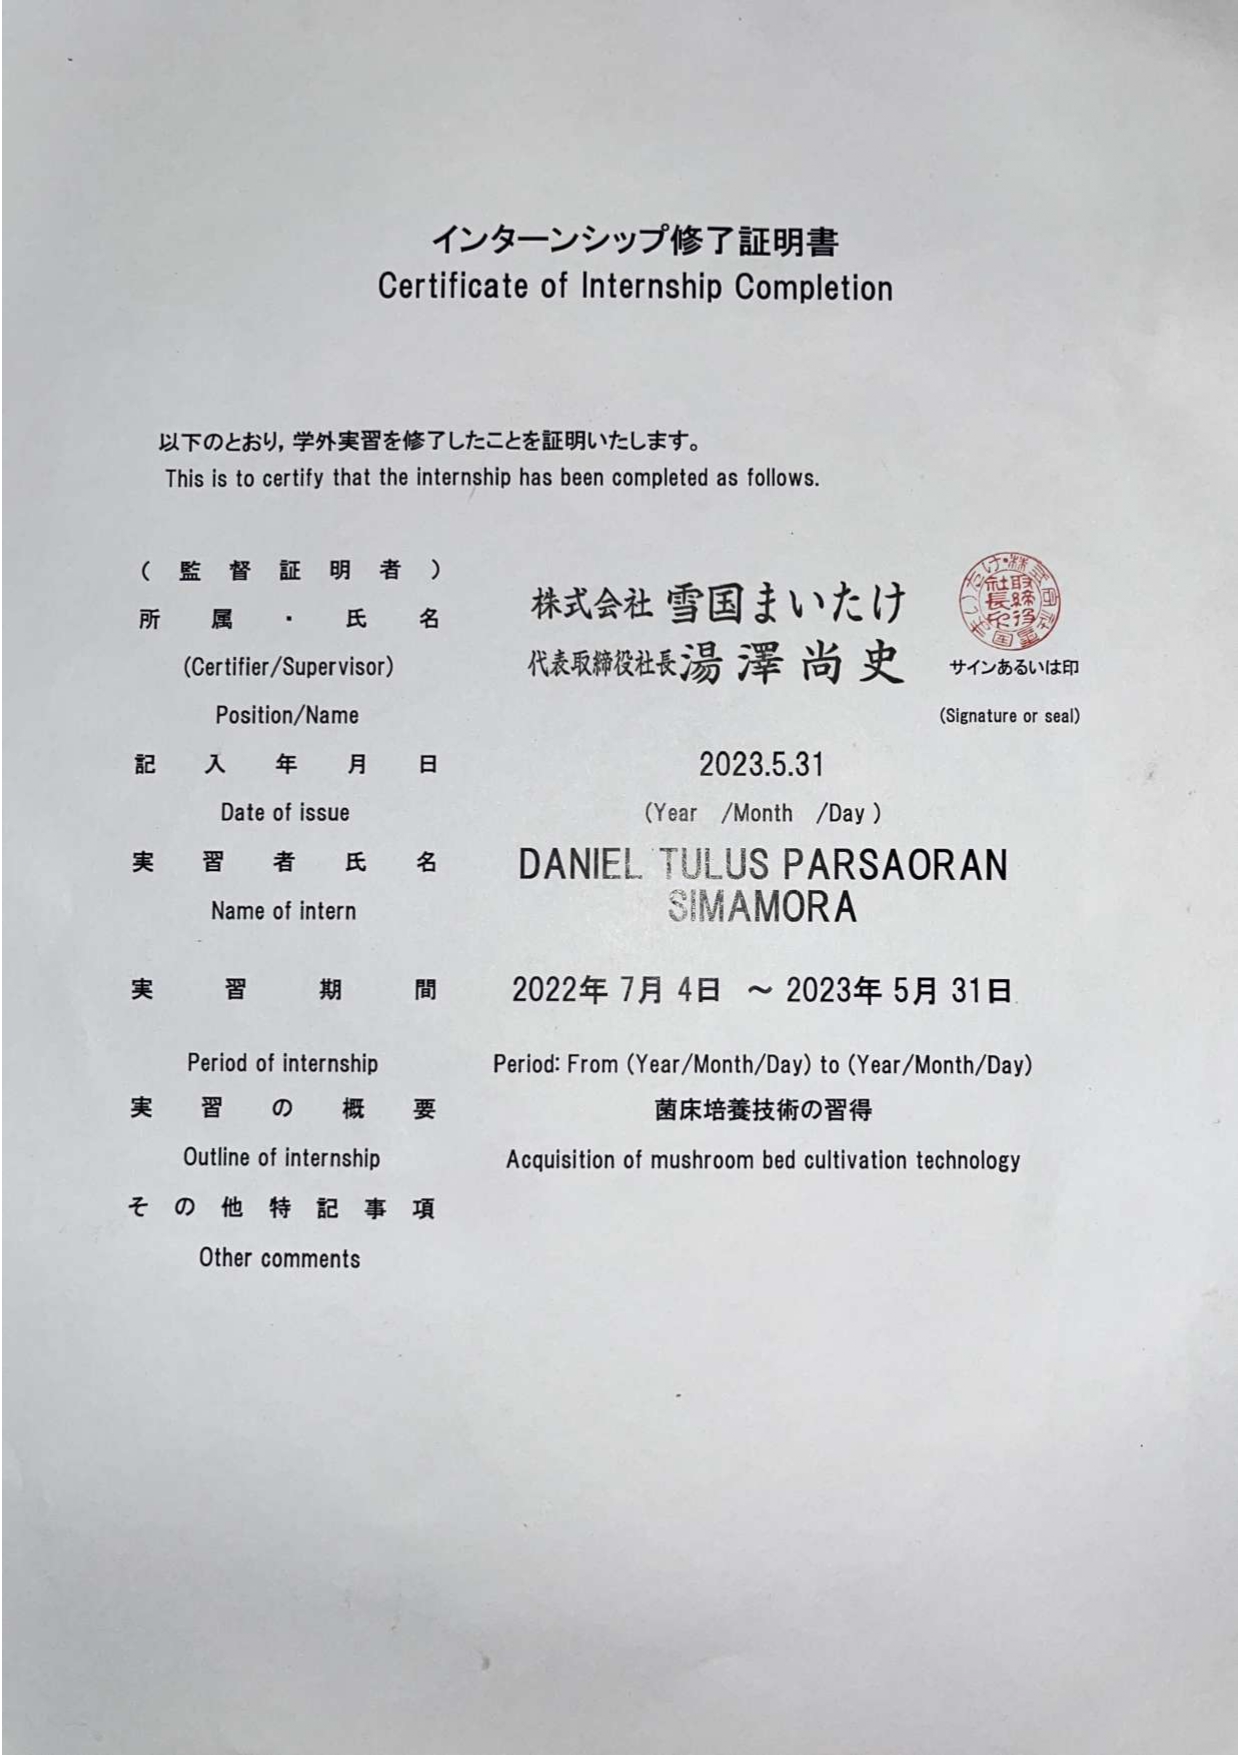 インターンシップ修了証明書
Certificate of Internship Completion
以下のとおり, 学外実習を修了したことを証明いたします。
This is to certify that the internship has been completed as follows.
( 監 督 証 明 者 )
所 属 ・ 氏 名
(Certifier/Supervisor)
Position/Name
株式会社 雪国まいたけ
代表取締役社長 湯澤尚史
サインあるいは印
(Signature or seal)
記 入 年 月 日 2023.5.31
Date of issue (Year /Month /Day )
実 習 者 氏 名 DANIEL TULUS PARSAORAN
Name of intern SIMAMORA
実 習 期 間 2022年 7月 4日 ～ 2023年 5月 31日
Period of internship Period: From (Year/Month/Day) to (Year/Month/Day)
実 習 の 概 要 菌床培養技術の習得
Outline of internship Acquisition of mushroom bed cultivation technology
そ の 他 特 記 事 項
Other comments